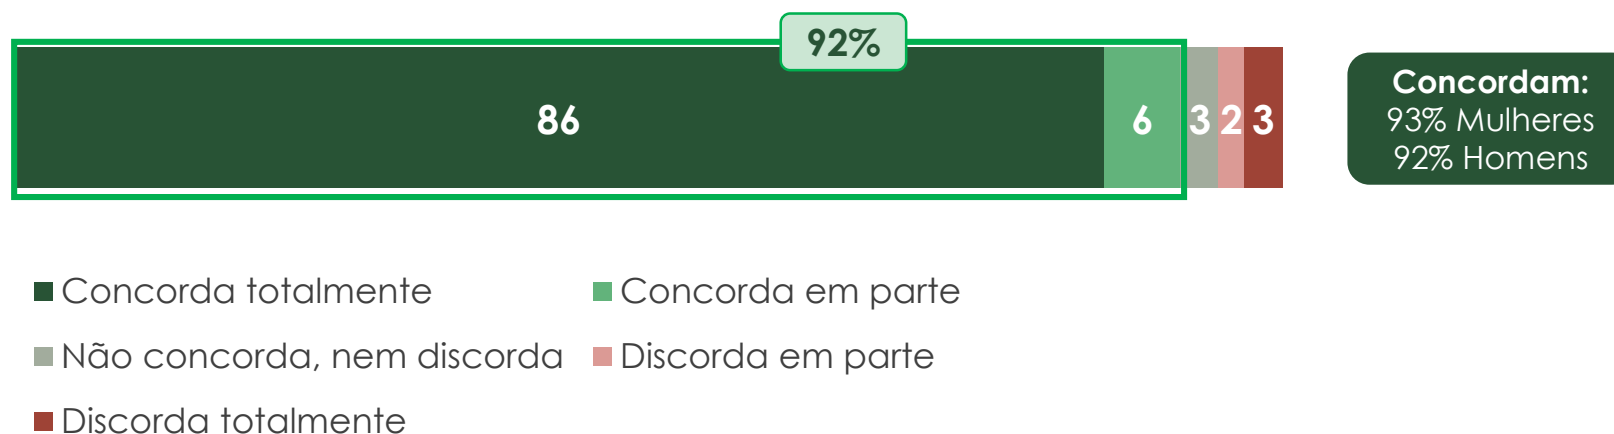 92%
86 6 3 2 3
Concordam:
93% Mulheres
92% Homens
Concorda totalmente
Concorda em parte
Não concorda, nem discorda
Discorda em parte
Discorda totalmente